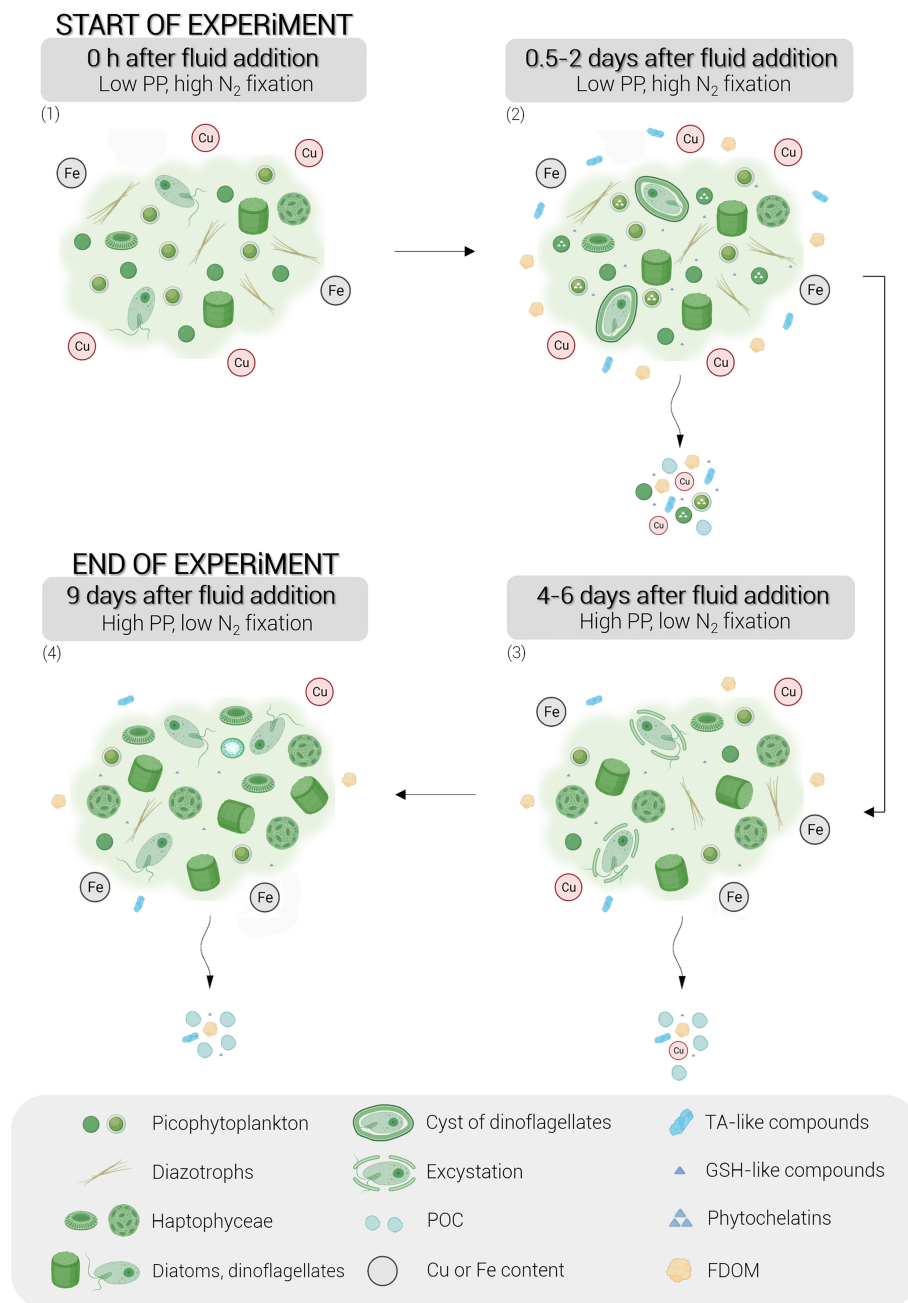 START OF EXPERiMENT
0 h after fluid addition
Low PP, high N₂ fixation
(1)
Cu
Cu
Fe
Fe
Cu
Cu
0.5-2 days after fluid addition
Low PP, high N₂ fixation
(2)
Cu
Cu
Fe
Fe
Cu
Cu
Cu
Cu
4-6 days after fluid addition
High PP, low N₂ fixation
(3)
Cu
Fe
Fe
Cu
Fe
Cu
END OF EXPERiMENT
9 days after fluid addition
High PP, low N₂ fixation
(4)
Cu
Fe
Fe
Picophytoplankton
Diazotrophs
Haptophyceae
Diatoms, dinoflagellates
Cyst of dinoflagellates
Excystation
POC
Cu or Fe content
TA-like compounds
GSH-like compounds
Phytochelatins
FDOM